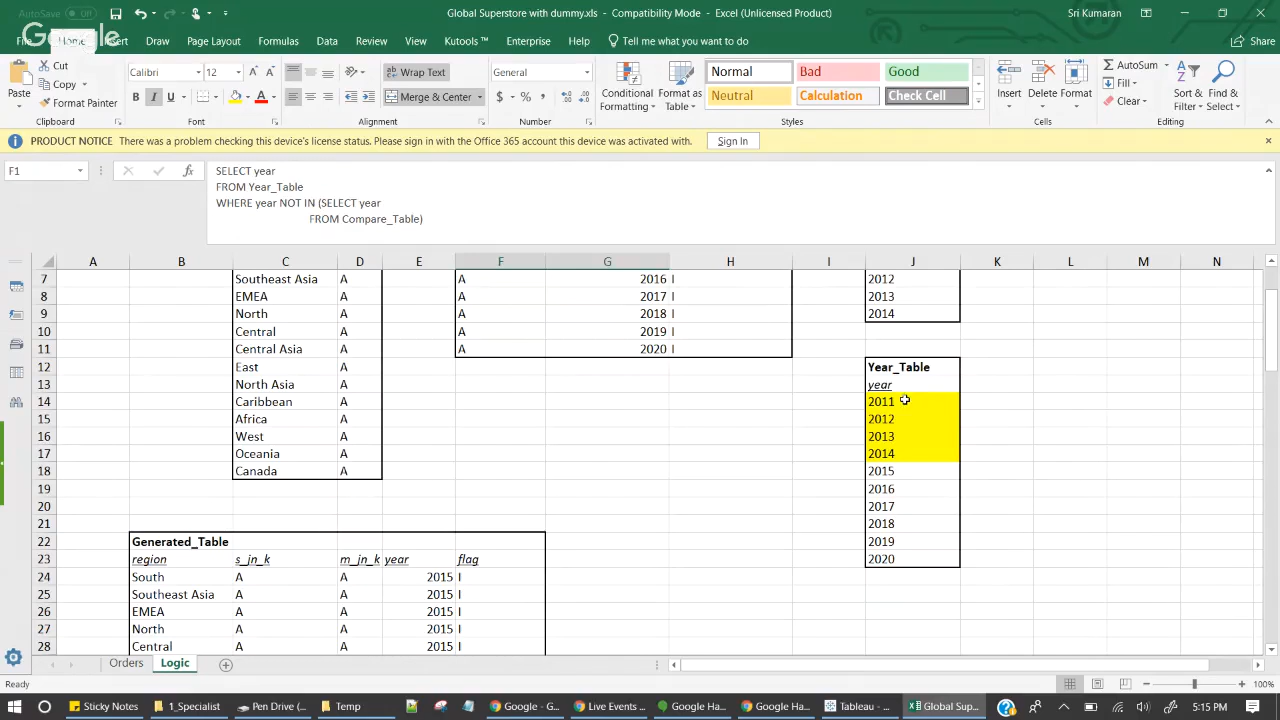 AutoSave Off
Global Superstore with dummy.xls - Compatibility Mode - Excel (Unlicensed Product)
Sri Kumaran
Google
File Home Insert Draw Page Layout Formulas Data Review View Kutools ™ Enterprise Help Tell me what you want to do Share
Paste Cut Copy Format Painter
Calibri 12 Wrap Text General
B I U A Merge & Center $ % ,
Conditional Formatting Format as Table
Normal Bad Good
Neutral Calculation Check Cell
Insert Delete Format
AutoSum Fill Clear
Sort & Filter Find & Select
Clipboard Font Alignment Number Styles Cells Editing
PRODUCT NOTICE There was a problem checking this device's license status. Please sign in with the Office 365 account this device was activated with. Sign In
F1 fx SELECT year
FROM Year_Table
WHERE year NOT IN (SELECT year
FROM Compare_Table)
A B C D E F G H I J K L M N
7 Southeast Asia A A 2016 I 2012
8 EMEA A A 2017 I 2013
9 North A A 2018 I 2014
10 Central A A 2019 I
11 Central Asia A A 2020 I
12 East A Year_Table
13 North Asia A year
14 Caribbean A 2011
15 Africa A 2012
16 West A 2013
17 Oceania A 2014
18 Canada A 2015
19 2016
20 2017
21 2018
22 Generated_Table 2019
23 region s_jn_k m_jn_k year flag 2020
24 South A A 2015 I
25 Southeast Asia A A 2015 I
26 EMEA A A 2015 I
27 North A A 2015 I
28 Central A A 2015 I
Orders Logic
Ready 100%
Sticky Notes 1_Specialist Pen Drive (... Temp Google - G... Live Events ... Google Ha... Google Ha... Tableau - ... Global Sup... 5:15 PM